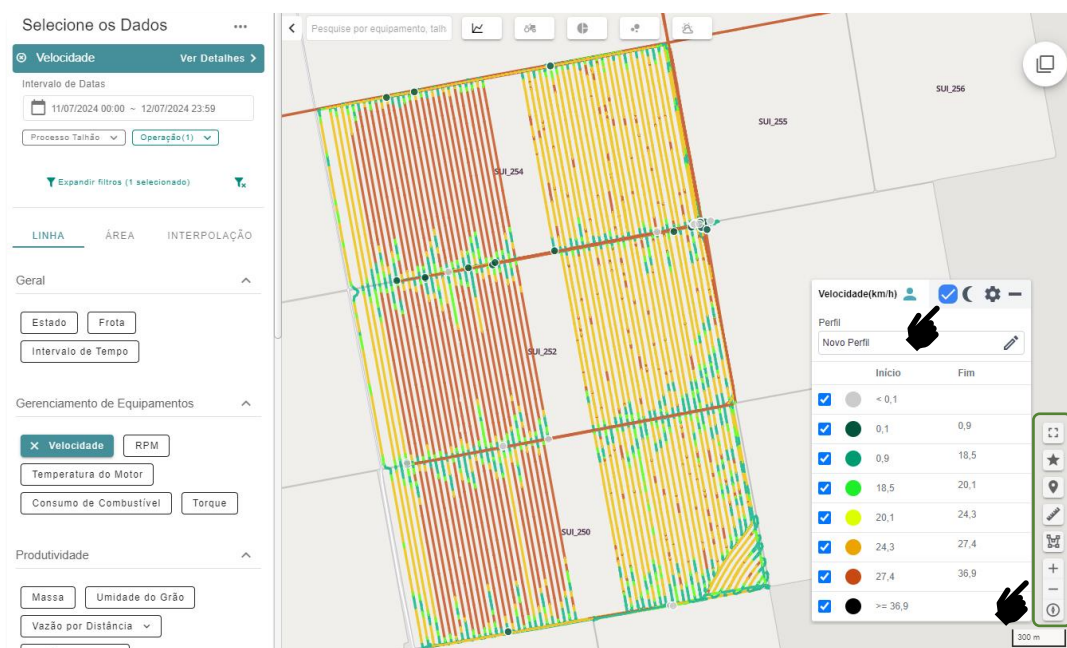 Selecione os Dados
Velocidade Ver Detalhes
Intervalo de Datas
11/07/2024 00:00 ~ 12/07/2024 23:59
Processo Talhão Operação(1)
Expandir filtros (1 selecionado)
LINHA ÁREA INTERPOLAÇÃO
Geral
Estado Frota
Intervalo de Tempo
Gerenciamento de Equipamentos
X Velocidade RPM
Temperatura do Motor
Consumo de Combustível Torque
Produtividade
Massa Umidade do Grão
Vazão por Distância
Pesquise por equipamento, talh
SUI_256
SUI_255
SUI_254
SUI_252
SUI_250
Velocidade(km/h)
Perfil
Novo Perfil
Início Fim
< 0,1
0,1 0,9
0,9 18,5
18,5 20,1
20,1 24,3
24,3 27,4
27,4 36,9
>= 36,9
300 m